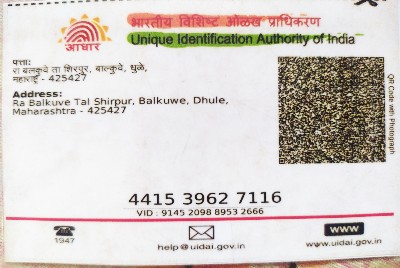 भारतीय विशिष्ट ओळख प्राधिकरण
Unique Identification Authority of India
आधार
पत्ता:
रा बलकुवे ता शिरपूर, बाल्कुवे, धुळे,
महाराष्ट्र - 425427
Address:
Ra Balkuve Tal Shirpur, Balkuwe, Dhule,
Maharashtra - 425427
QR Code with Photograph
4415 3962 7116
VID : 9145 2098 8953 2666
1947
help@uidai.gov.in
www
www.uidai.gov.in